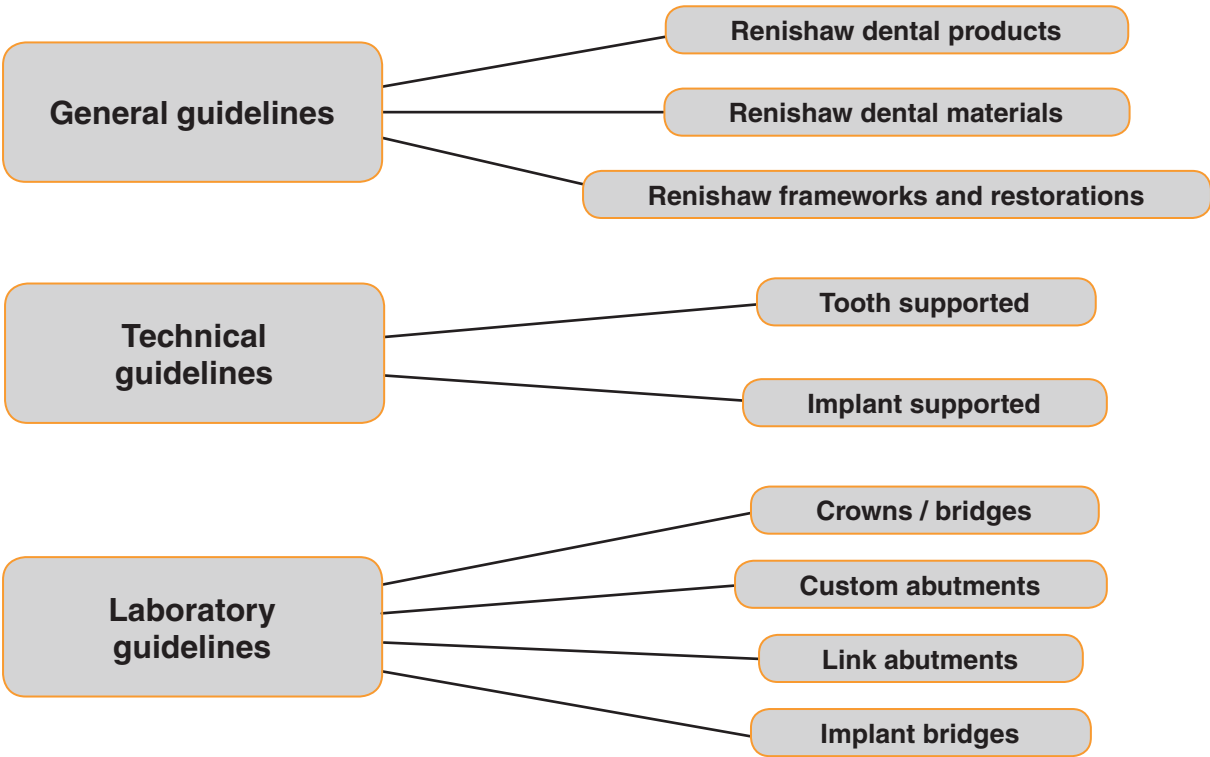 General guidelines
Renishaw dental products
Renishaw dental materials
Renishaw frameworks and restorations
Technical
guidelines
Tooth supported
Implant supported
Laboratory
guidelines
Crowns / bridges
Custom abutments
Link abutments
Implant bridges